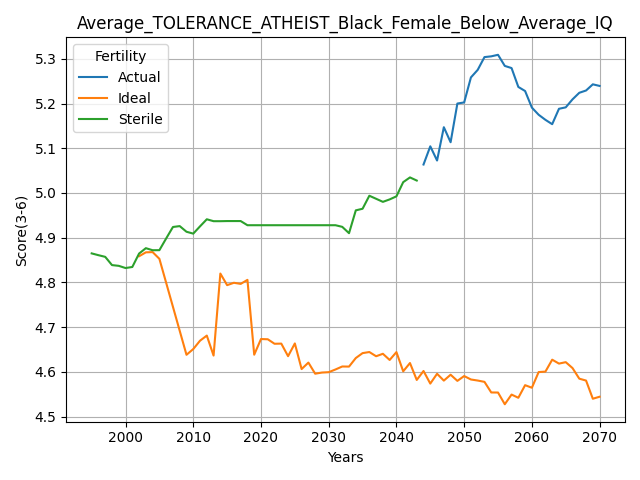 Average_TOLERANCE_ATHEIST_Black_Female_Below_Average_IQ
Fertility
Actual
Ideal
Sterile
Score(3-6)
5.3
5.2
5.1
5.0
4.9
4.8
4.7
4.6
4.5
2000 2010 2020 2030 2040 2050 2060 2070
Years